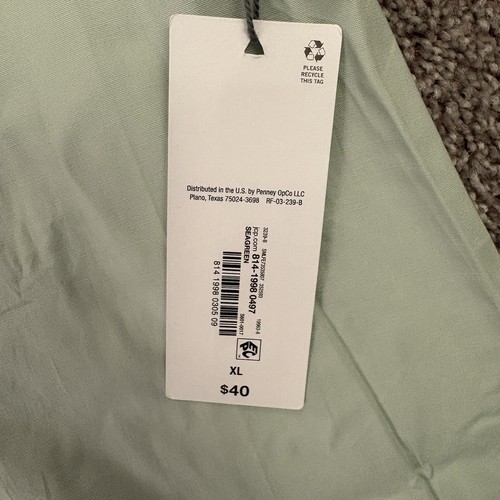 PLEASE
RECYCLE
THIS TAG
Distributed in the U.S. by Penney OpCo LLC
Plano, Texas 75024-3698 RF-03-239-B
jcp.com 814-1998 0497
SEAGREEN
814 1998 0305 09
XL
$40